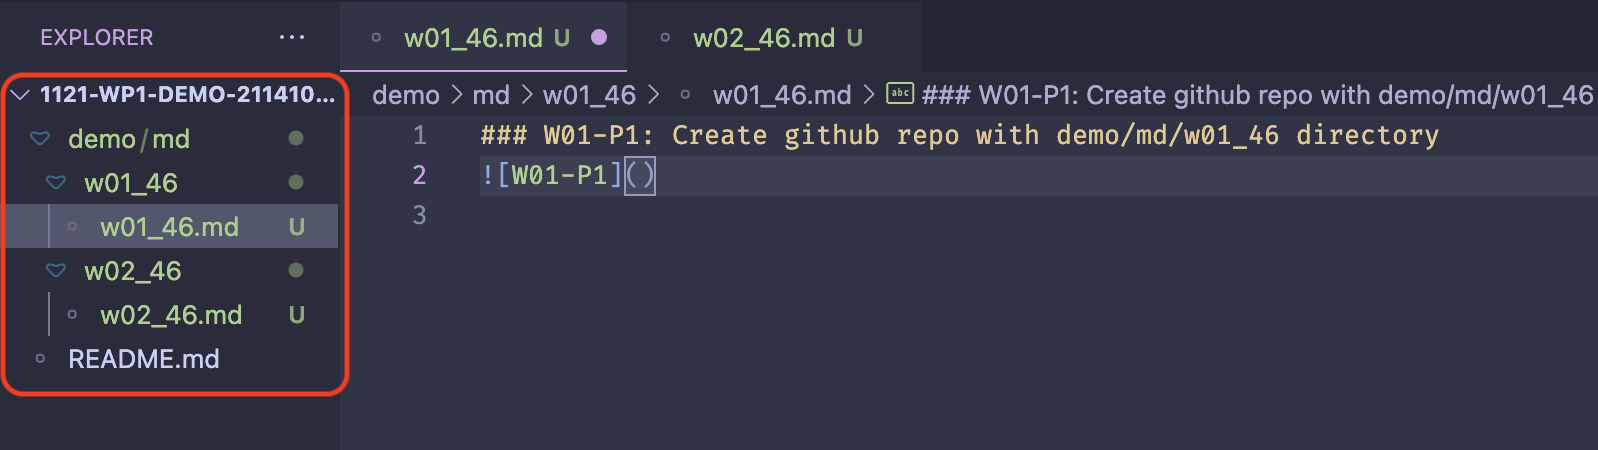 EXPLORER ...
1121-WP1-DEMO-211410...
demo/md
w01_46
w01_46.md U
w02_46
w02_46.md U
README.md
w01_46.md U
w02_46.md U
demo > md > w01_46 > w01_46.md > abc ### W01-P1: Create github repo with demo/md/w01_46
1 ### W01-P1: Create github repo with demo/md/w01_46 directory
2 ![W01-P1]()
3